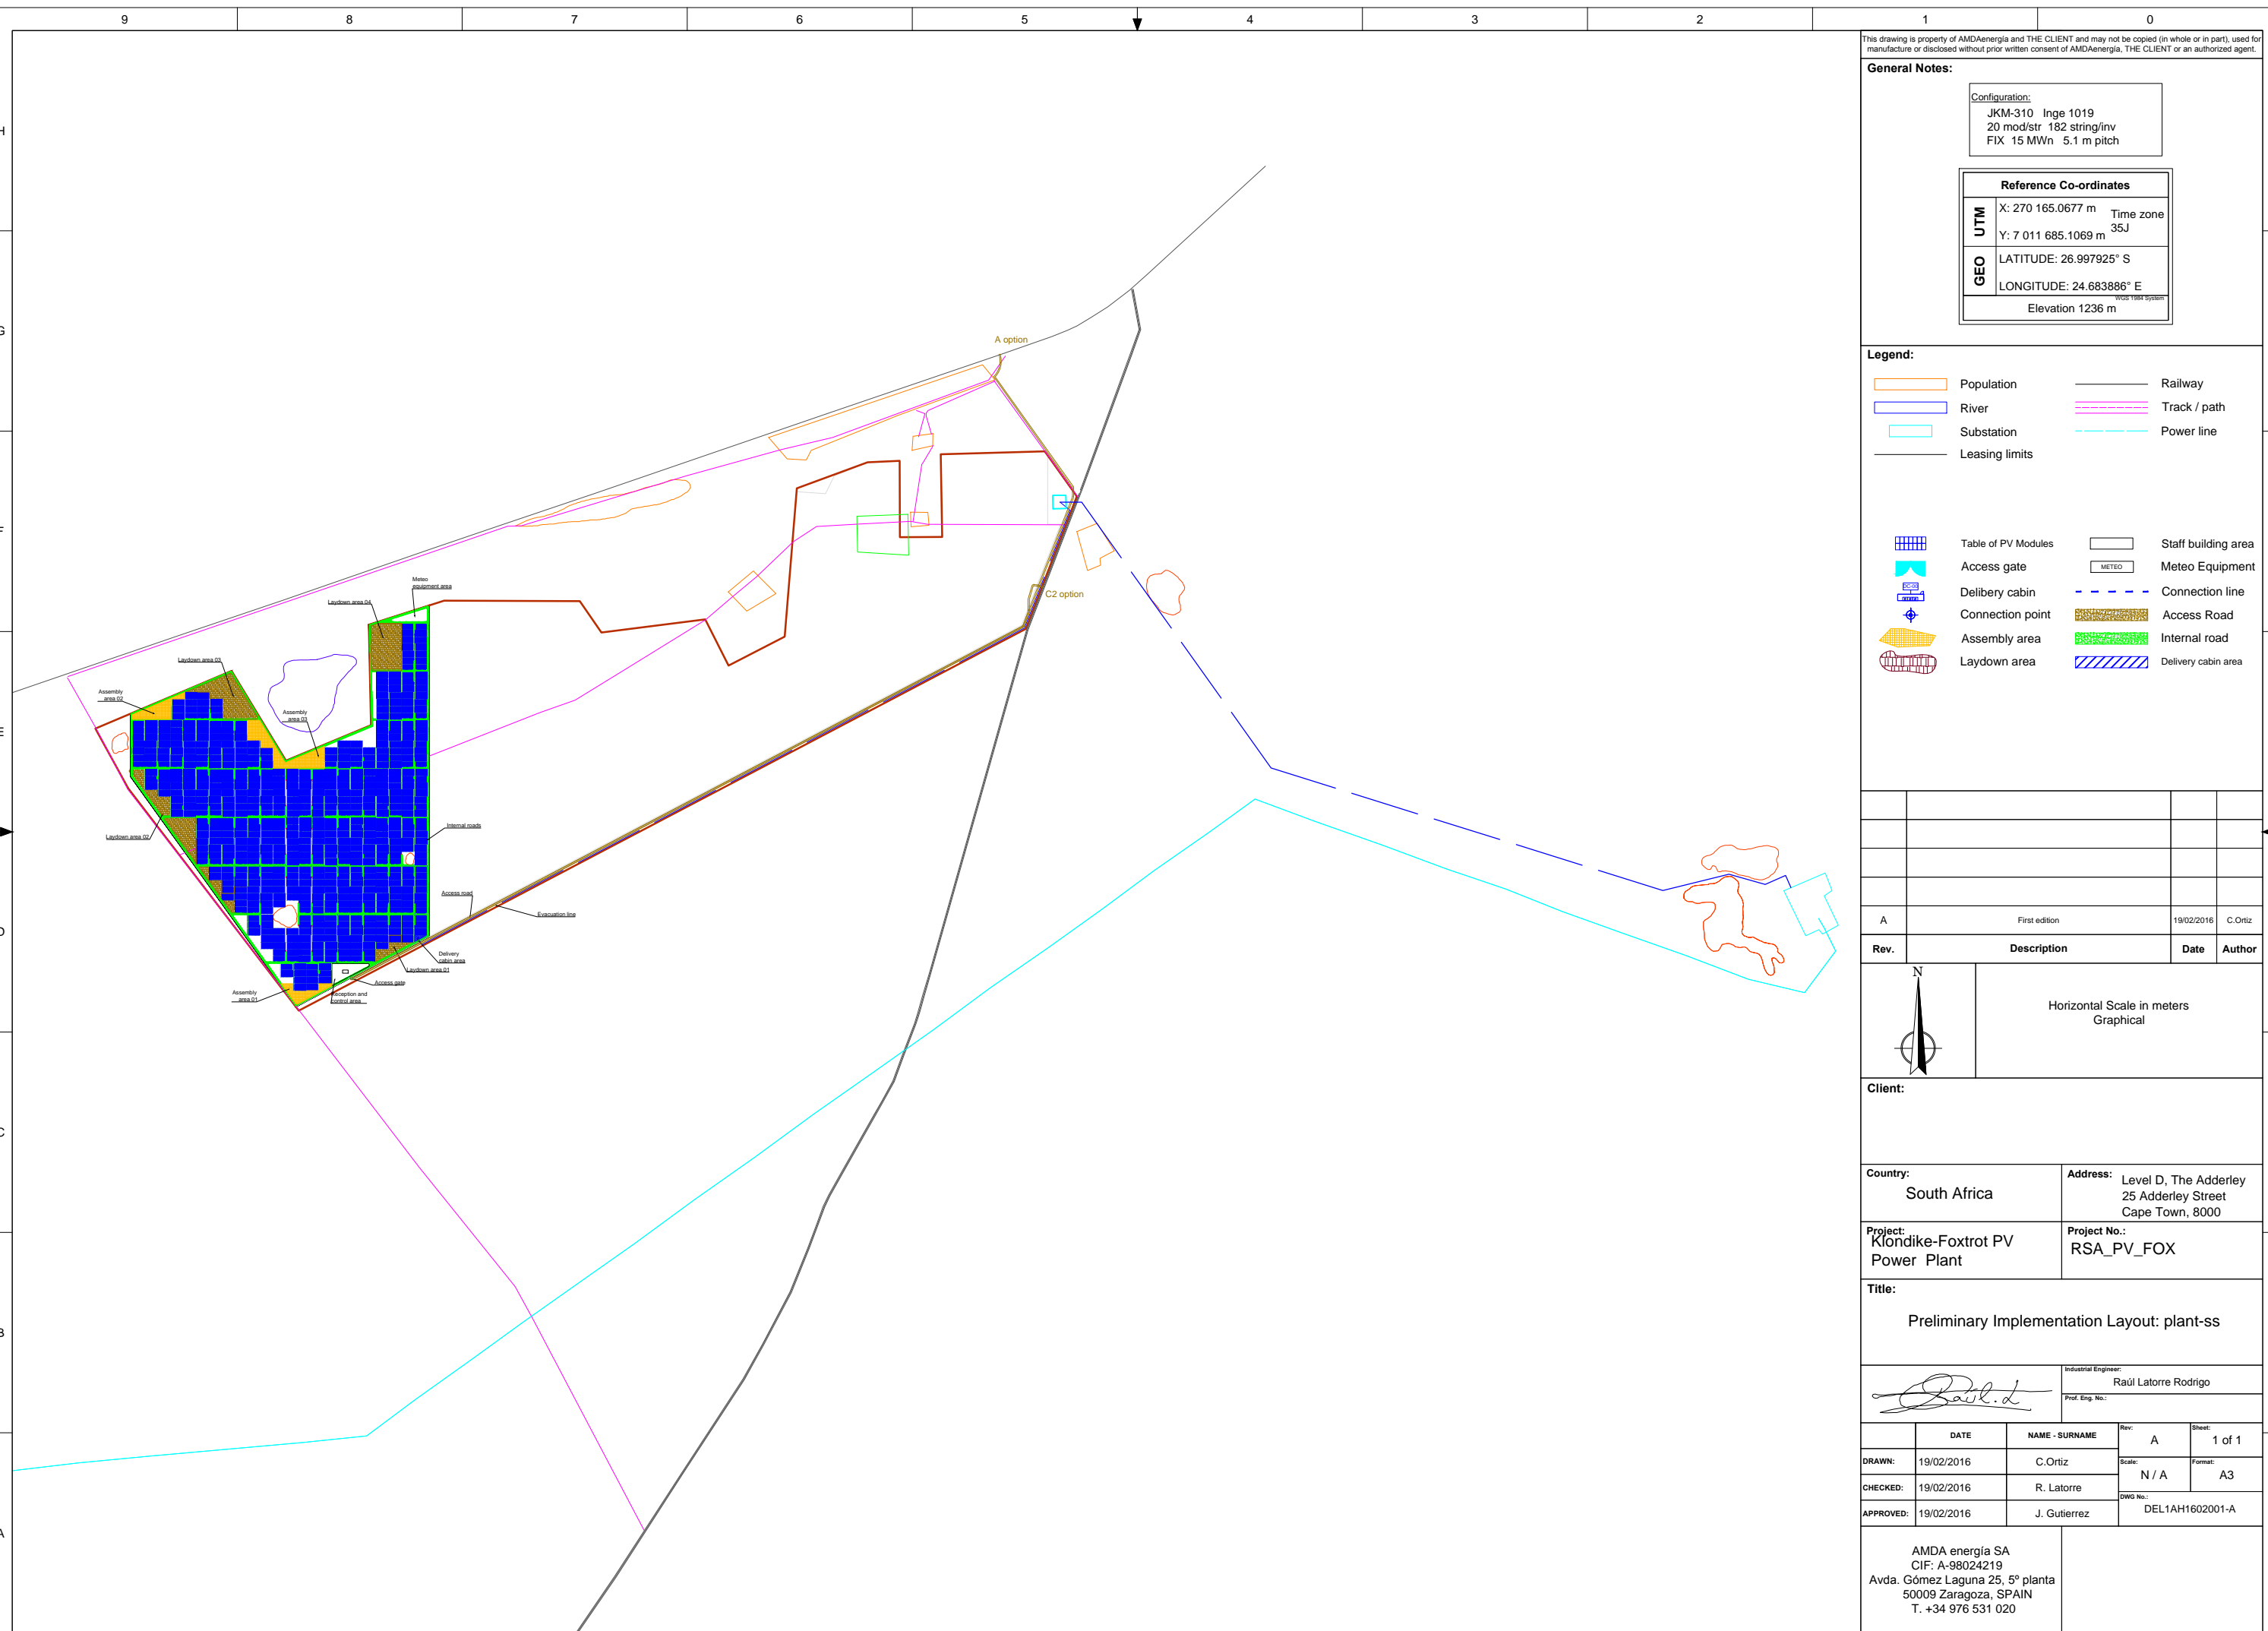 9 8 7 6 5 4 3 2 1 0
H
G
F
E
D
C
B
A
A option
C2 option
Meteo
equipment area
Laydown area 04
Laydown area 03
Assembly
area 02
Assembly
area 03
Laydown area 02
Internal roads
Access road
Evacuation line
Delivery
cabin area
Laydown area 01
Access gate
Reception and
control area
Assembly
area 01
This drawing is property of AMDAenergía and THE CLIENT and may not be copied (in whole or in part), used for
manufacture or disclosed without prior written consent of AMDAenergía, THE CLIENT or an authorized agent.
General Notes:
Configuration:
JKM-310 Inge 1019
20 mod/str 182 string/inv
FIX 15 MWn 5.1 m pitch
Reference Co-ordinates
UTM
X: 270 165.0677 m
Y: 7 011 685.1069 m
Time zone
35J
GEO
LATITUDE: 26.997925° S
LONGITUDE: 24.683886° E
WGS 1984 System
Elevation 1236 m
Legend:
Population
Railway
River
Track / path
Substation
Power line
Leasing limits
Table of PV Modules
Staff building area
Access gate
METEO
Meteo Equipment
Delibery cabin
Connection line
Connection point
Access Road
Assembly area
Internal road
Laydown area
Delivery cabin area
A First edition 19/02/2016 C.Ortiz
Rev. Description Date Author
N
Horizontal Scale in meters
Graphical
Client:
Country:
South Africa
Address:
Level D, The Adderley
25 Adderley Street
Cape Town, 8000
Project:
Klondike-Foxtrot PV
Power Plant
Project No.:
RSA_PV_FOX
Title:
Preliminary Implementation Layout: plant-ss
Raúl. L
Industrial Engineer:
Raúl Latorre Rodrigo
Prof. Eng. No.:
DATE NAME - SURNAME
Rev:
A
Sheet:
1 of 1
DRAWN: 19/02/2016 C.Ortiz
Scale:
N / A
Format:
A3
CHECKED: 19/02/2016 R. Latorre
DWG No.:
DEL1AH1602001-A
APPROVED: 19/02/2016 J. Gutierrez
AMDA energía SA
CIF: A-98024219
Avda. Gómez Laguna 25, 5º planta
50009 Zaragoza, SPAIN
T. +34 976 531 020